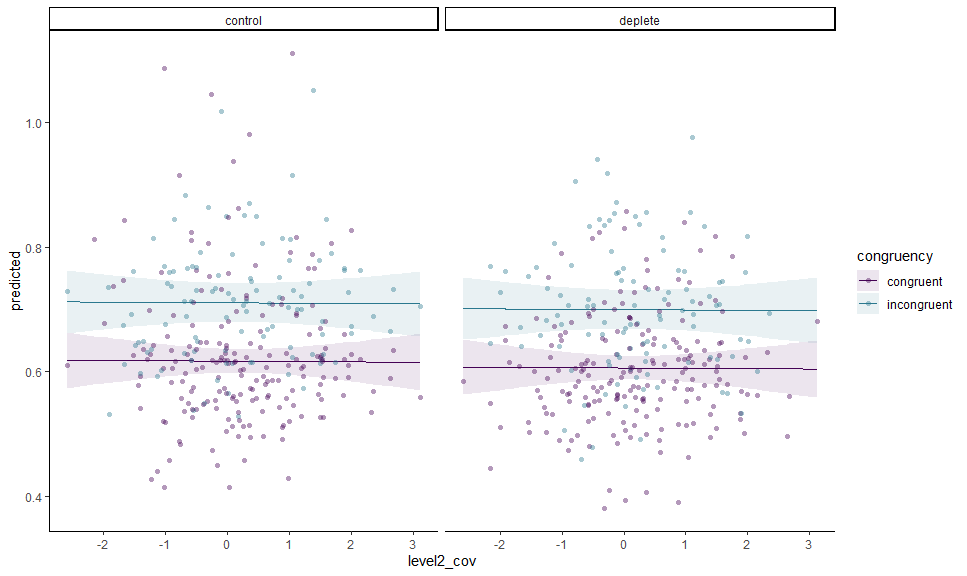 control
deplete
1.0
0.8
0.6
0.4
predicted
-2
-1
0
1
2
3
-2
-1
0
1
2
3
level2_cov
congruency
congruent
incongruent